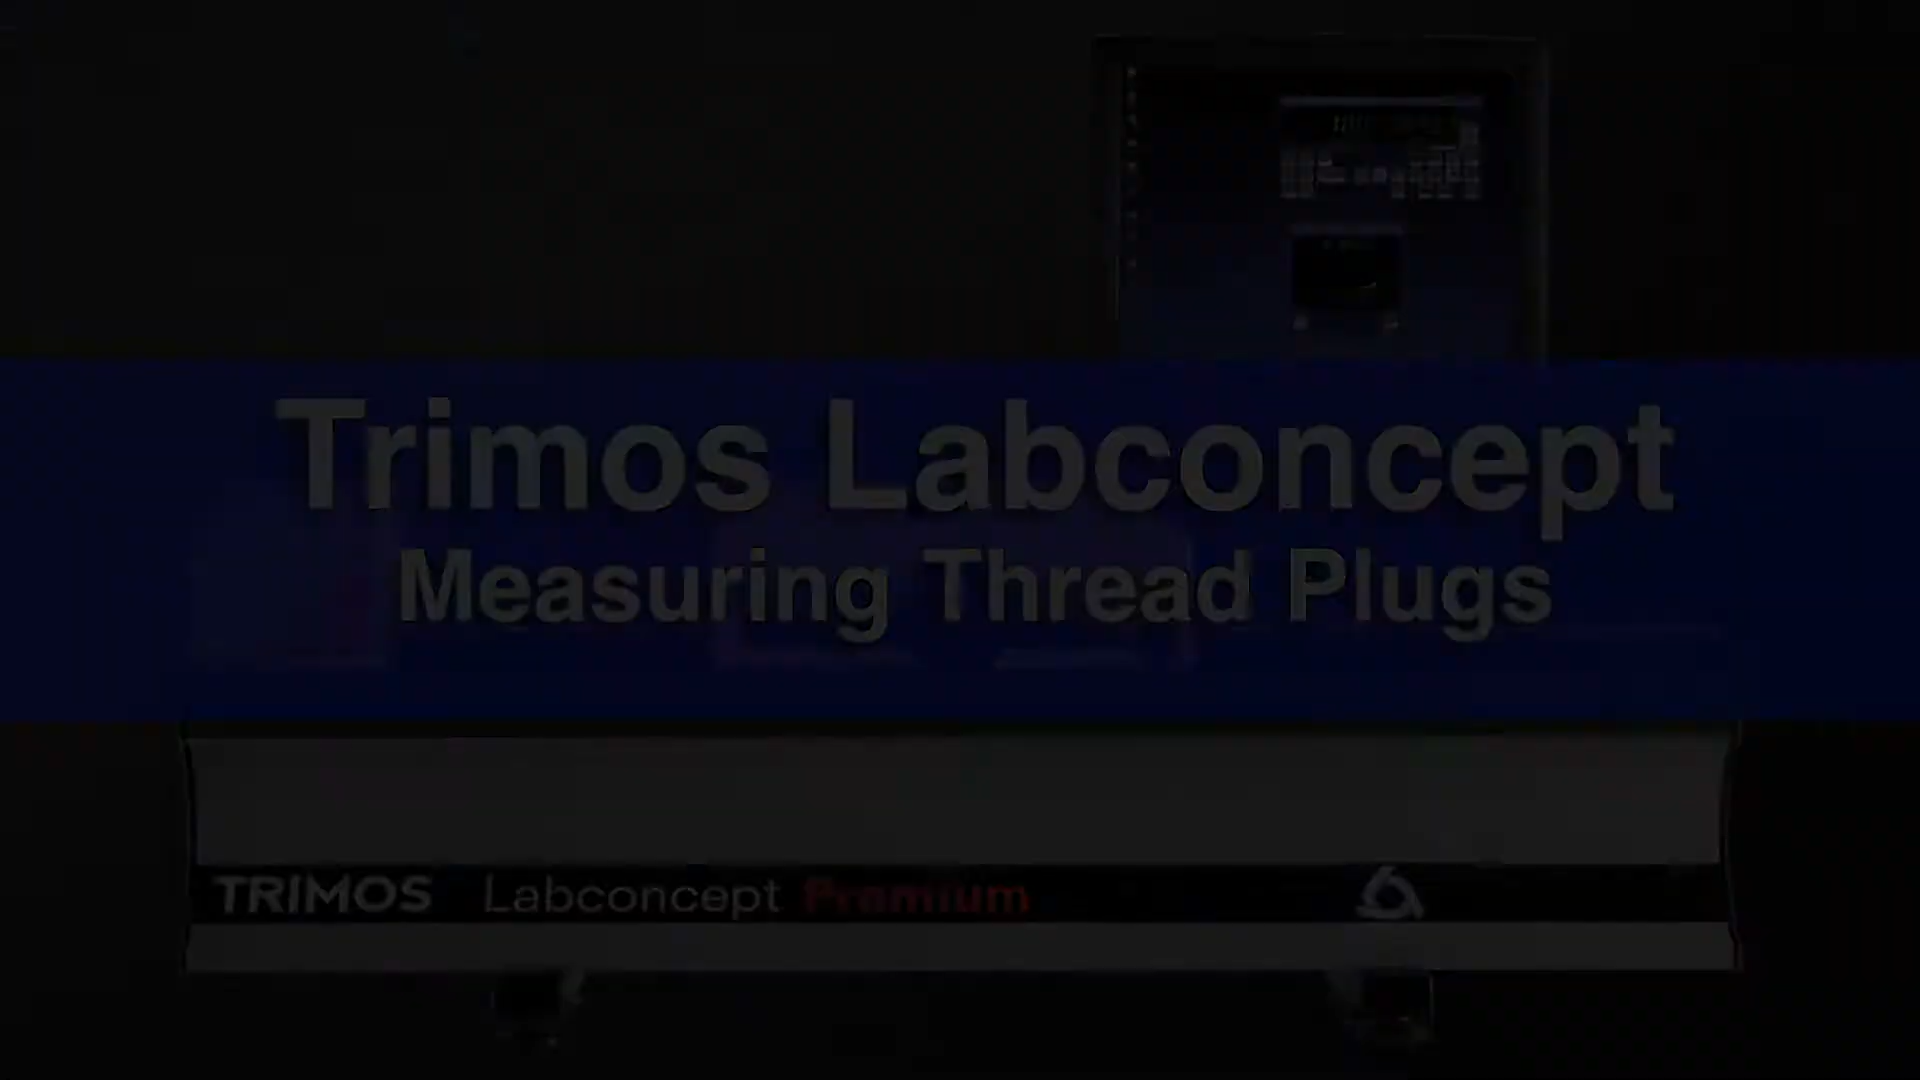 Trimos Labconcept
Measuring Thread Plugs
TRIMOS Labconcept Premium